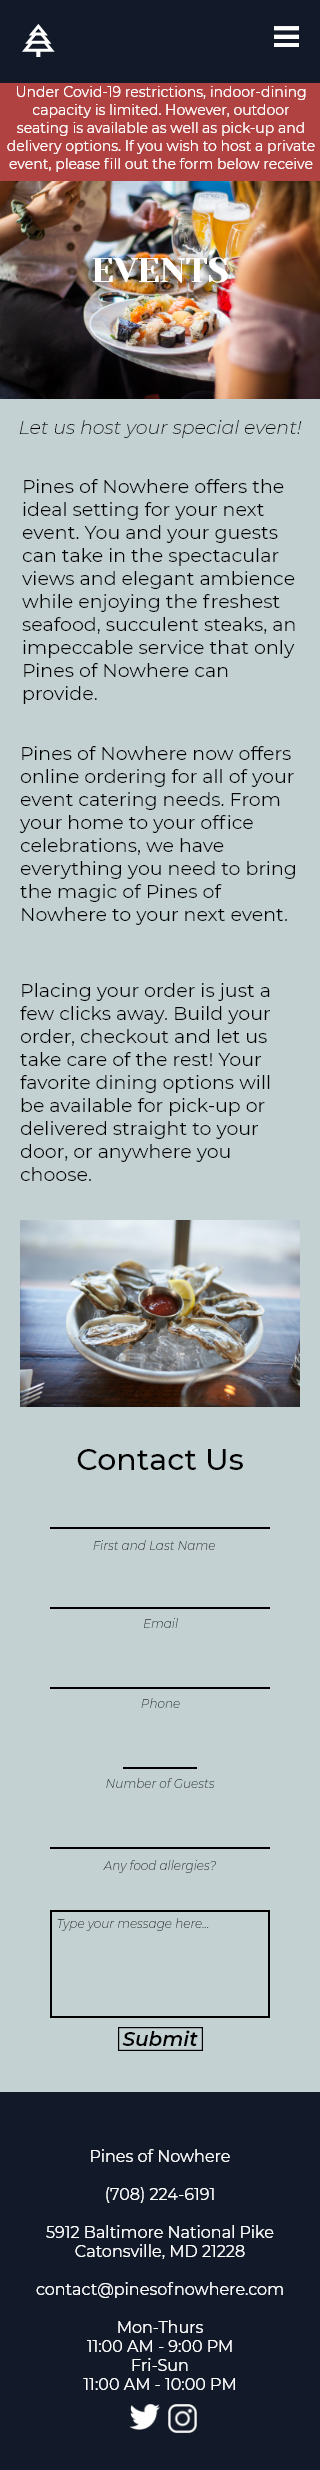 Under Covid-19 restrictions, indoor-dining
capacity is limited. However, outdoor
seating is available as well as pick-up and
delivery options. If you wish to host a private
event, please fill out the form below receive
EVENTS
Let us host your special event!
Pines of Nowhere offers the
ideal setting for your next
event. You and your guests
can take in the spectacular
views and elegant ambience
while enjoying the freshest
seafood, succulent steaks, an
impeccable service that only
Pines of Nowhere can
provide.
Pines of Nowhere now offers
online ordering for all of your
event catering needs. From
your home to your office
celebrations, we have
everything you need to bring
the magic of Pines of
Nowhere to your next event.
Placing your order is just a
few clicks away. Build your
order, checkout and let us
take care of the rest! Your
favorite dining options will
be available for pick-up or
delivered straight to your
door, or anywhere you
choose.
Contact Us
First and Last Name
Email
Phone
Number of Guests
Any food allergies?
Type your message here...
Submit
Pines of Nowhere
(708) 224-6191
5912 Baltimore National Pike
Catonsville, MD 21228
contact@pinesofnowhere.com
Mon-Thurs
11:00 AM - 9:00 PM
Fri-Sun
11:00 AM - 10:00 PM